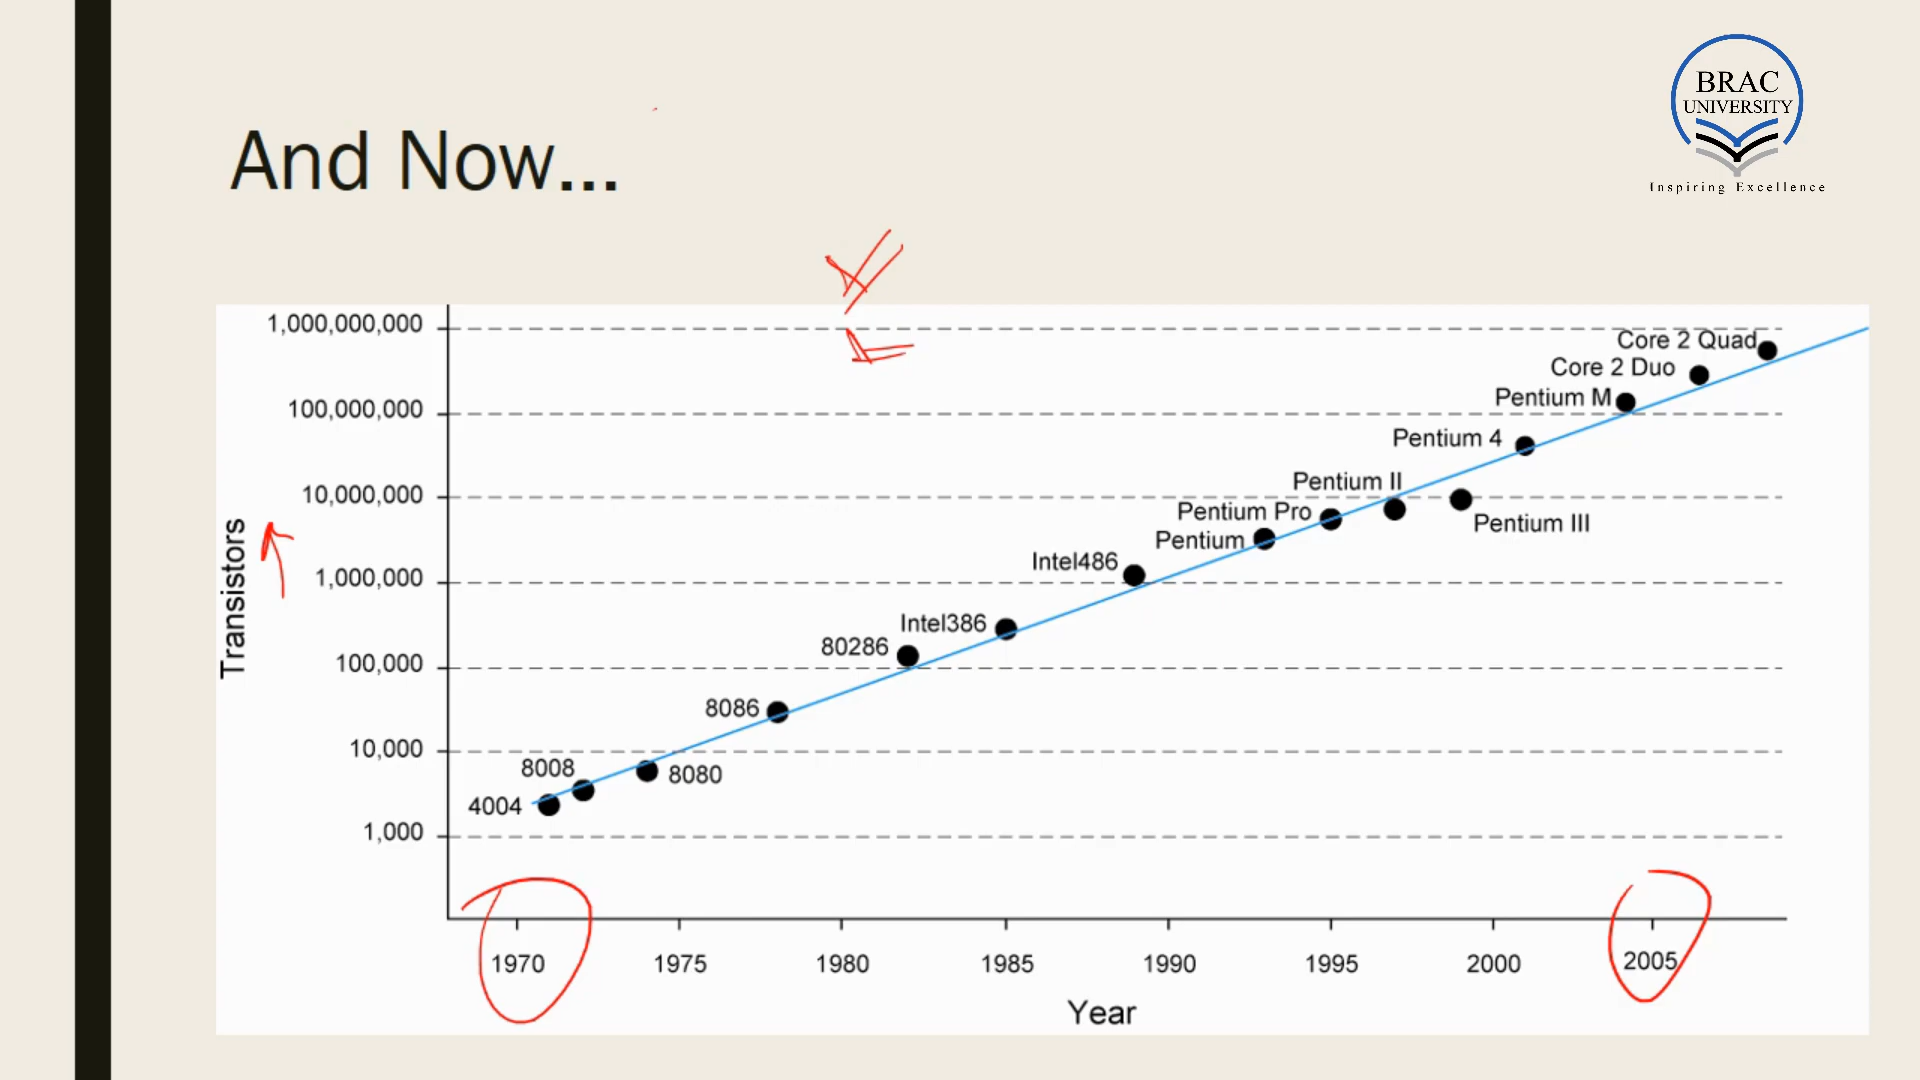 BRAC
UNIVERSITY
Inspiring Excellence
And Now...
1,000,000,000
100,000,000
10,000,000
1,000,000
100,000
10,000
1,000
Transistors
Core 2 Quad
Core 2 Duo
Pentium M
Pentium 4
Pentium II
Pentium Pro
Pentium III
Pentium
Intel486
Intel386
80286
8086
8008
8080
4004
1970 1975 1980 1985 1990 1995 2000 2005
Year